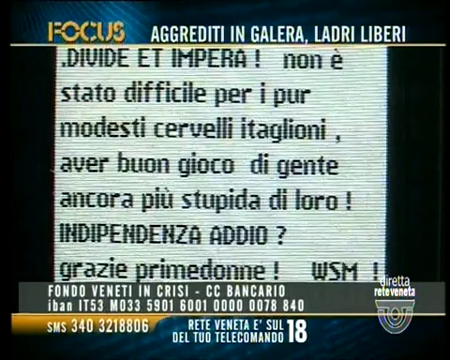 FOCUS
AGGREDITI IN GALERA, LADRI LIBERI
.DIVIDE ET IMPERA ! non è
stato difficile per i pur
modesti cervelli itaglioni ,
aver buon gioco di gente
ancora più stupida di loro !
INDIPENDENZA ADDIO ?
grazie primedonne ! WSM !
diretta
reteveneta
FONDO VENETI IN CRISI - CC BANCARIO
iban IT53 M033 5901 6001 0000 0078 840
SMS 340 3218806
RETE VENETA E' SUL
DEL TUO TELECOMANDO 18